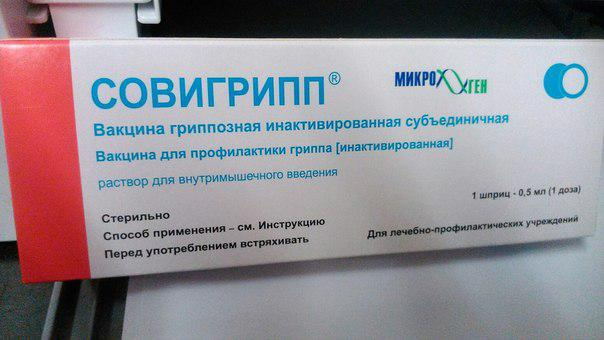 СОВИГРИПП®
МИКРОГЕН
Вакцина гриппозная инактивированная субъединичная
Вакцина для профилактики гриппа [инактивированная]
раствор для внутримышечного введения
1 шприц - 0,5 мл (1 доза)
Стерильно
Способ применения – см. Инструкцию
Для лечебно-профилактических учреждений
Перед употреблением встряхивать